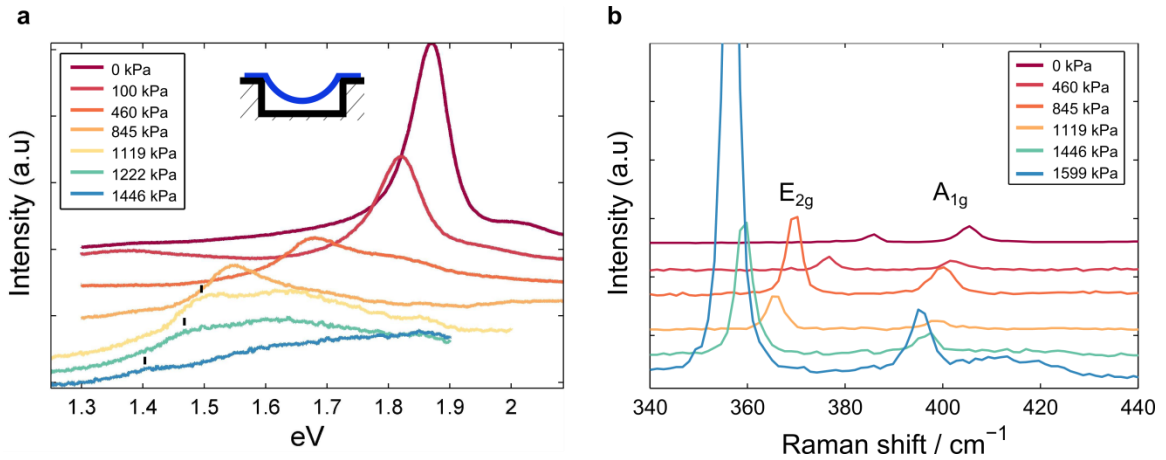 a
0 kPa
100 kPa
460 kPa
845 kPa
1119 kPa
1222 kPa
1446 kPa
Intensity (a.u)
1.3 1.4 1.5 1.6 1.7 1.8 1.9 2
eV
b
0 kPa
460 kPa
845 kPa
1119 kPa
1446 kPa
1599 kPa
E2g
A1g
Intensity (a.u)
340 360 380 400 420 440
Raman shift / cm−1